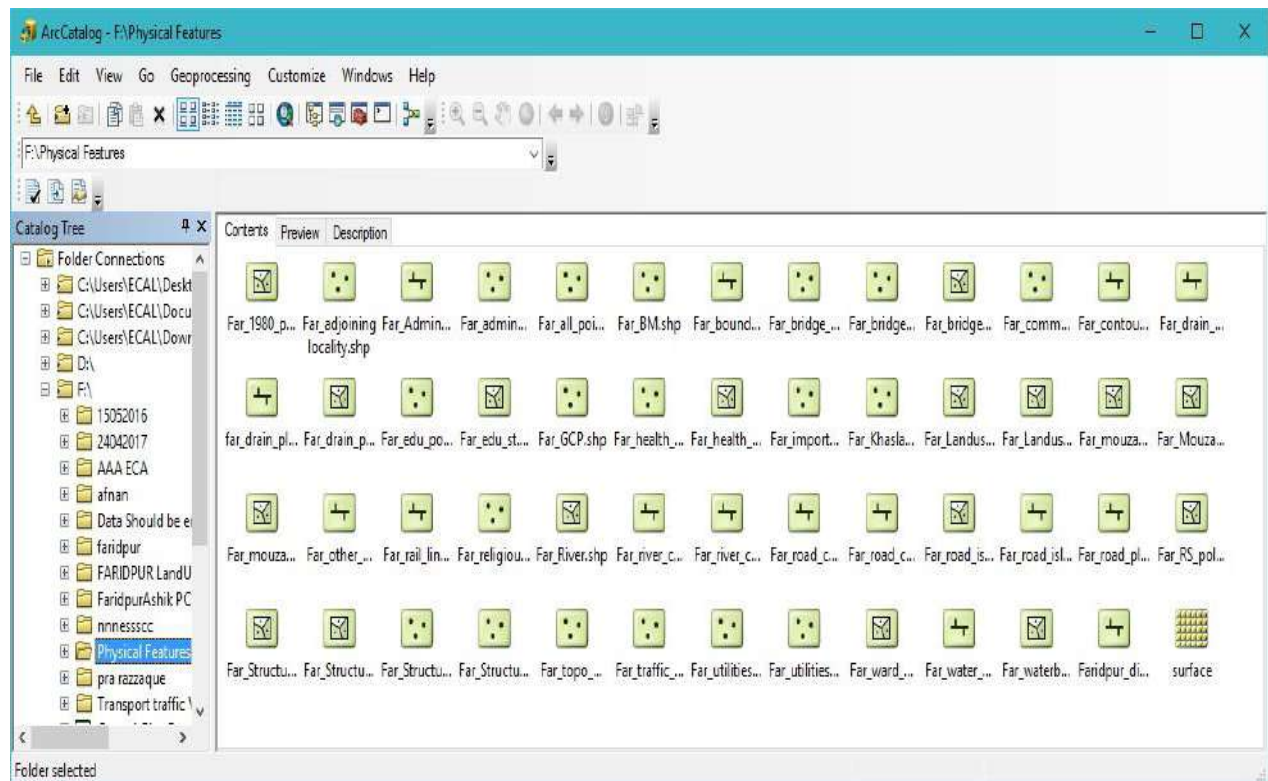 ArcCatalog - F:\Physical Features
File Edit View Go Geoprocessing Customize Windows Help
F:\Physical Features
Catalog Tree
Contents Preview Description
Folder Connections
C:\Users\ECAL\Deskt
C:\Users\ECAL\Docu
C:\Users\ECAL\Down
D:\
F:\
15052016
24042017
AAA ECA
afnan
Data Should be e
faridpur
FARIDPUR LandU
FaridpurAshik PC
nnnessscc
Physical Features
pra razzaque
Transport traffic
Far_1980_p... Far_adjoining Far_Admin... Far_admin... Far_all_poi... Far_BM.shp Far_bound... Far_bridge_... Far_bridge... Far_bridge... Far_comm... Far_contou... Far_drain_...
locality.shp
far_drain_pl... Far_drain_p... Far_edu_po... Far_edu_st.... Far_GCP.shp Far_health_... Far_health_... Far_import... Far_Khasla... Far_Landus... Far_Landus... Far_mouza... Far_Mouza...
Far_mouza... Far_other_... Far_rail_lin... Far_religiou... Far_River.shp Far_river_c... Far_river_c... Far_road_c... Far_road_c... Far_road_is... Far_road_isl... Far_road_pl... Far_RS_pol...
Far_Structu... Far_Structu... Far_Structu... Far_Structu... Far_topo_... Far_traffic_... Far_utilities... Far_utilities... Far_ward_... Far_water_... Far_waterb... Faridpur_di... surface
Folder selected